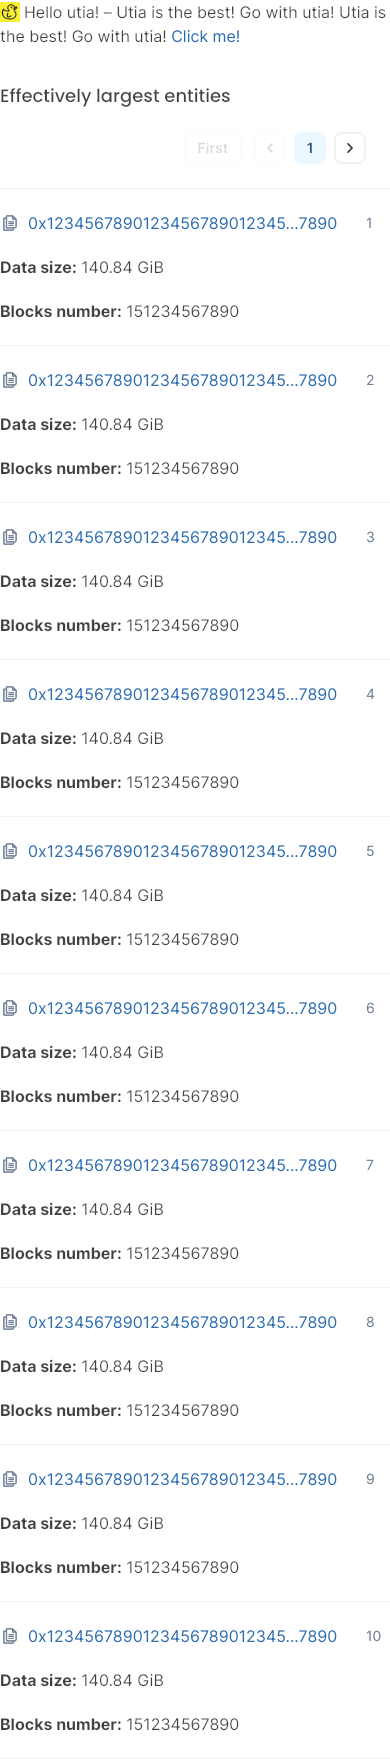 Hello utia! – Utia is the best! Go with utia! Utia is
the best! Go with utia! Click me!
Effectively largest entities
First 1
0x1234567890123456789012345...7890 1
Data size: 140.84 GiB
Blocks number: 151234567890
0x1234567890123456789012345...7890 2
Data size: 140.84 GiB
Blocks number: 151234567890
0x1234567890123456789012345...7890 3
Data size: 140.84 GiB
Blocks number: 151234567890
0x1234567890123456789012345...7890 4
Data size: 140.84 GiB
Blocks number: 151234567890
0x1234567890123456789012345...7890 5
Data size: 140.84 GiB
Blocks number: 151234567890
0x1234567890123456789012345...7890 6
Data size: 140.84 GiB
Blocks number: 151234567890
0x1234567890123456789012345...7890 7
Data size: 140.84 GiB
Blocks number: 151234567890
0x1234567890123456789012345...7890 8
Data size: 140.84 GiB
Blocks number: 151234567890
0x1234567890123456789012345...7890 9
Data size: 140.84 GiB
Blocks number: 151234567890
0x1234567890123456789012345...7890 10
Data size: 140.84 GiB
Blocks number: 151234567890